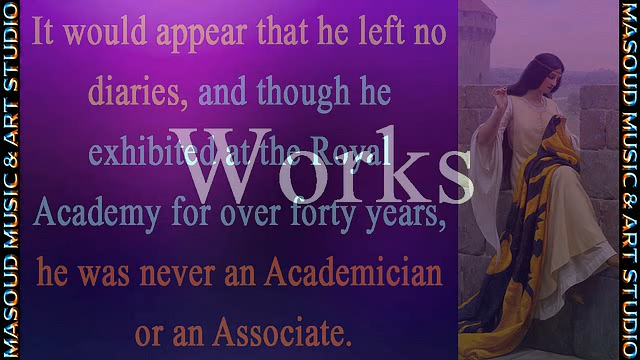 MASOUD MUSIC & ART STUDIO
It would appear that he left no
diaries, and though he
exhibited at the Royal
Works
Academy for over forty years,
he was never an Academician
or an Associate.
MASOUD MUSIC & ART STUDIO